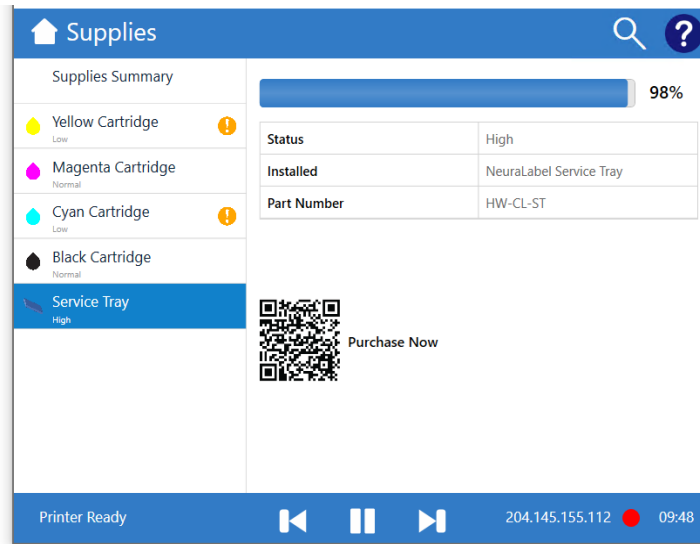 Supplies
?
Supplies Summary
Yellow Cartridge
Low
Magenta Cartridge
Normal
Cyan Cartridge
Low
Black Cartridge
Normal
Service Tray
High
98%
Status High
Installed NeuraLabel Service Tray
Part Number HW-CL-ST
Purchase Now
Printer Ready
204.145.155.112
09:48